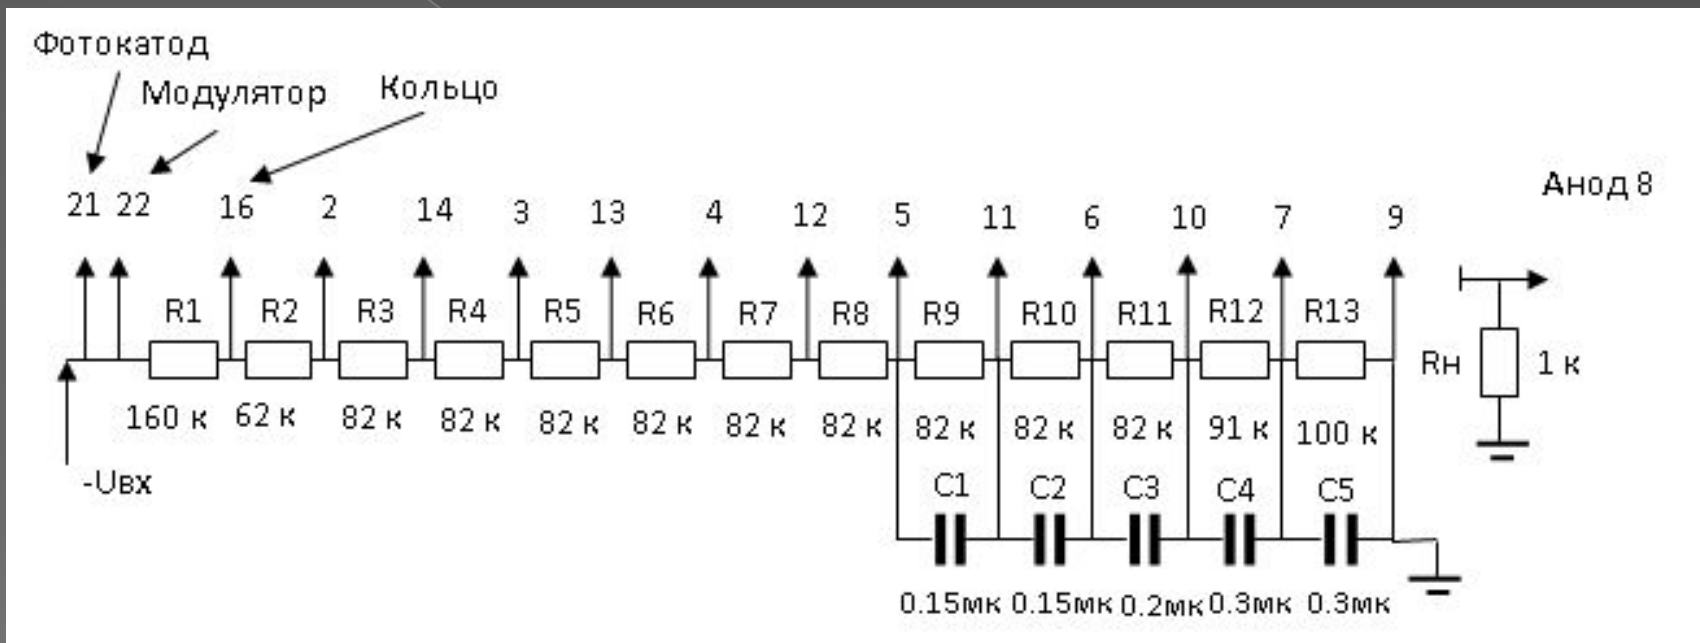 Фотокатод
Модулятор
Кольцо
Анод 8
21 22 16 2 14 3 13 4 12 5 11 6 10 7 9
R1 R2 R3 R4 R5 R6 R7 R8 R9 R10 R11 R12 R13
Rн 1 к
160 к 62 к 82 к 82 к 82 к 82 к 82 к 82 к 82 к 82 к 82 к 91 к 100 к
-Uвх
C1 C2 C3 C4 C5
0.15мк 0.15мк 0.2мк 0.3мк 0.3мк